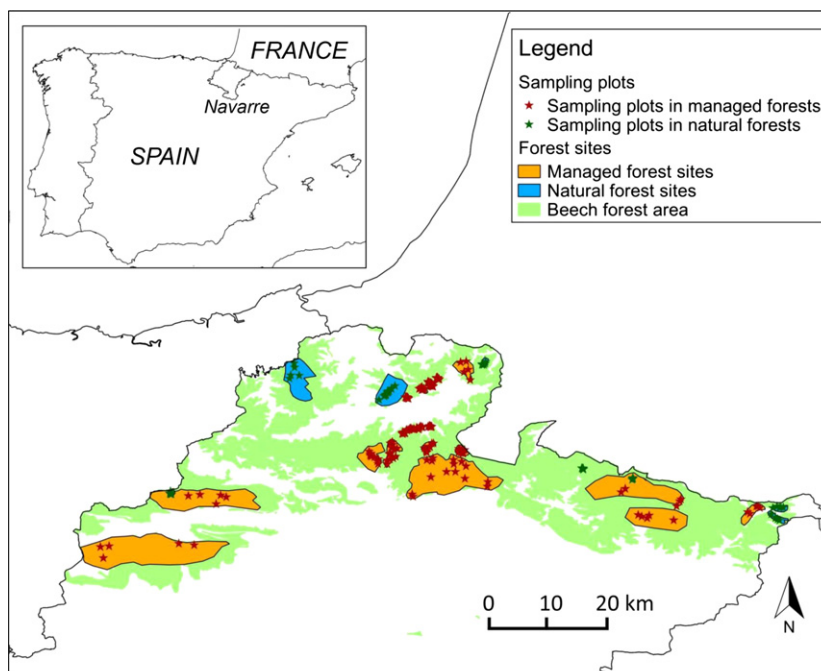 FRANCE
Navarre
SPAIN
Legend
Sampling plots
Sampling plots in managed forests
Sampling plots in natural forests
Forest sites
Managed forest sites
Natural forest sites
Beech forest area
0 10 20 km
N